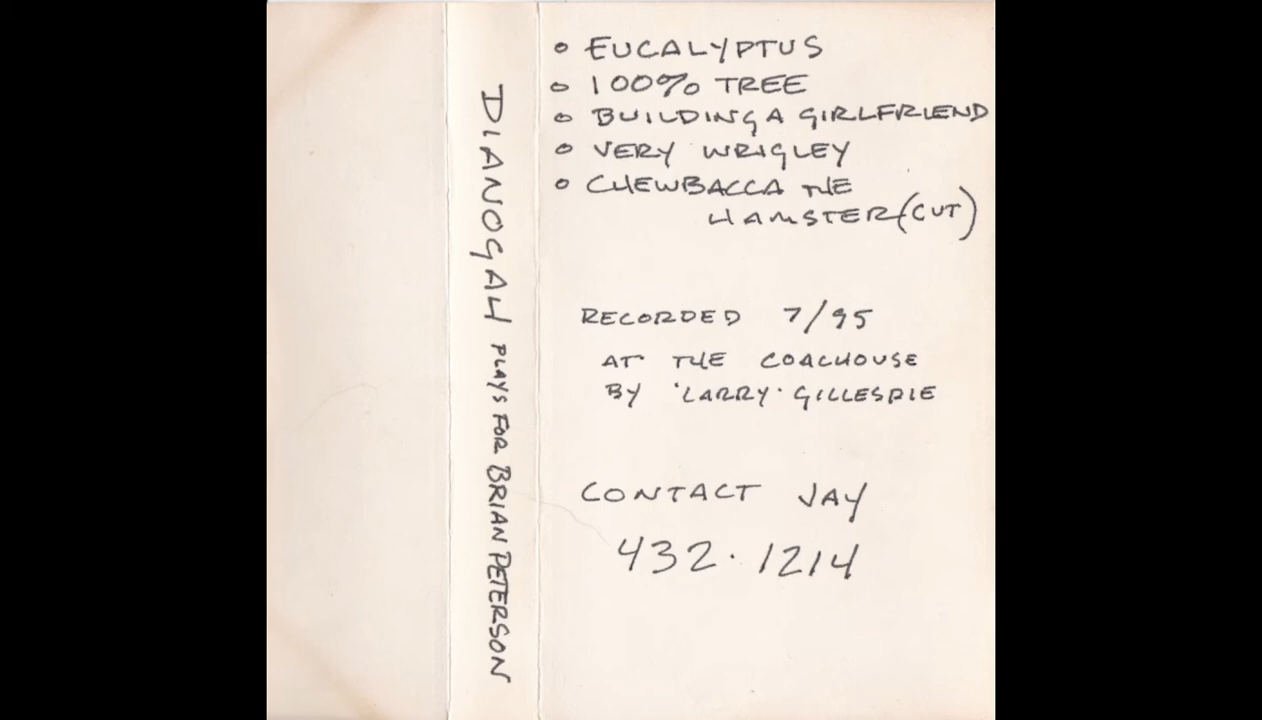 DIANOGAH PLAYS FOR BRIAN PETERSON
° EUCALYPTUS
° 100% TREE
° BUILDING A GIRLFRIEND
° VERY WRIGLEY
° CHEWBACCA THE
HAMSTER (CUT)
RECORDED 7/95
AT THE COACHOUSE
BY 'LARRY' GILLESPIE
CONTACT JAY
432·1214